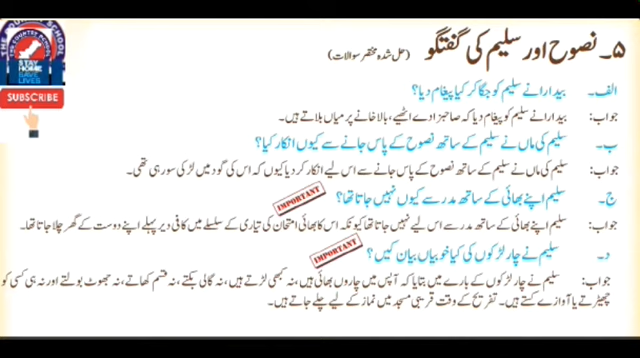 ۵۔ نصوح اور سلیم کی گفتگو (حل شدہ مختصر سوالات)
THE COUNTRY SCHOOL
STAY HOME SAVE LIVES
SUBSCRIBE
الف۔ بیدارا نے سلیم کو جگا کر کیا پیغام دیا؟
جواب: بیدارا نے سلیم کو پیغام دیا کہ صاحبزادے اٹھیے، بالا خانے پر میاں بلاتے ہیں۔
ب۔ سلیم کی ماں نے سلیم کے ساتھ نصوح کے پاس جانے سے کیوں انکار کیا؟
جواب: سلیم کی ماں نے سلیم کے ساتھ نصوح کے پاس جانے سے اس لیے انکار کر دیا کیوں کہ اس کی گود میں لڑکی سو رہی تھی۔
ج۔ سلیم اپنے بھائی کے ساتھ مدرسے کیوں نہیں جاتا تھا؟ IMPORTANT
جواب: سلیم اپنے بھائی کے ساتھ مدرسے اس لیے نہیں جاتا تھا کیونکہ اس کا بھائی امتحان کی تیاری کے سلسلے میں کافی دیر پہلے اپنے دوست کے گھر چلا جاتا تھا۔
د۔ سلیم نے چار لڑکوں کی کیا خوبیاں بیان کیں؟ IMPORTANT
جواب: سلیم نے چار لڑکوں کے بارے میں بتایا کہ آپس میں چاروں بھائی ہیں، نہ کبھی لڑتے ہیں، نہ گالی بکتے، نہ قسم کھاتے، نہ جھوٹ بولتے اور نہ ہی کسی کو
چھیڑتے یا آوازے کستے ہیں۔ تفریح کے وقت قریبی مسجد میں نماز کے لیے چلے جاتے ہیں۔